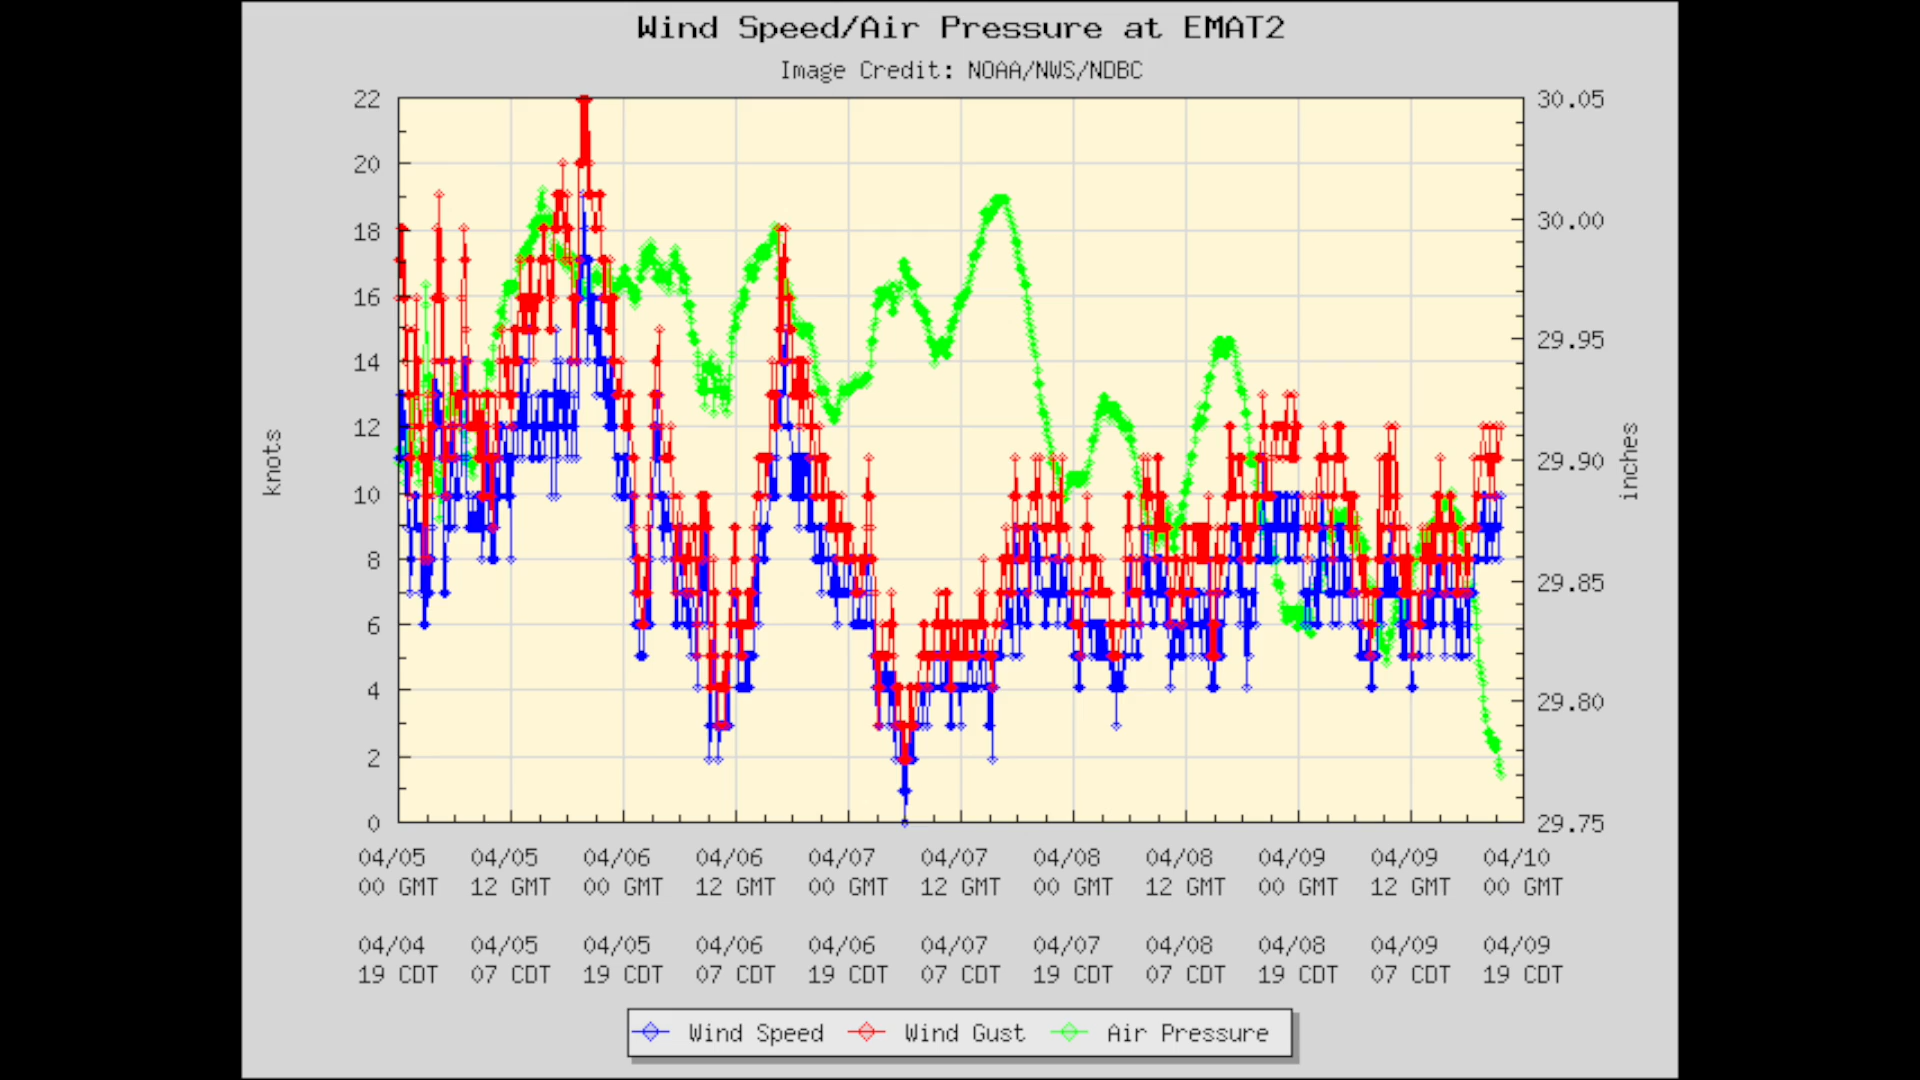 Wind Speed/Air Pressure at EMAT2
Image Credit: NOAA/NWS/NDBC
22
20
18
16
14
12
10
8
6
4
2
0
knots
30.05
30.00
29.95
29.90
29.85
29.80
29.75
inches
04/05 04/05 04/06 04/06 04/07 04/07 04/08 04/08 04/09 04/09 04/10
00 GMT 12 GMT 00 GMT 12 GMT 00 GMT 12 GMT 00 GMT 12 GMT 00 GMT 12 GMT 00 GMT
04/04 04/05 04/05 04/06 04/06 04/07 04/07 04/08 04/08 04/09 04/09
19 CDT 07 CDT 19 CDT 07 CDT 19 CDT 07 CDT 19 CDT 07 CDT 19 CDT 07 CDT 19 CDT
Wind Speed Wind Gust Air Pressure